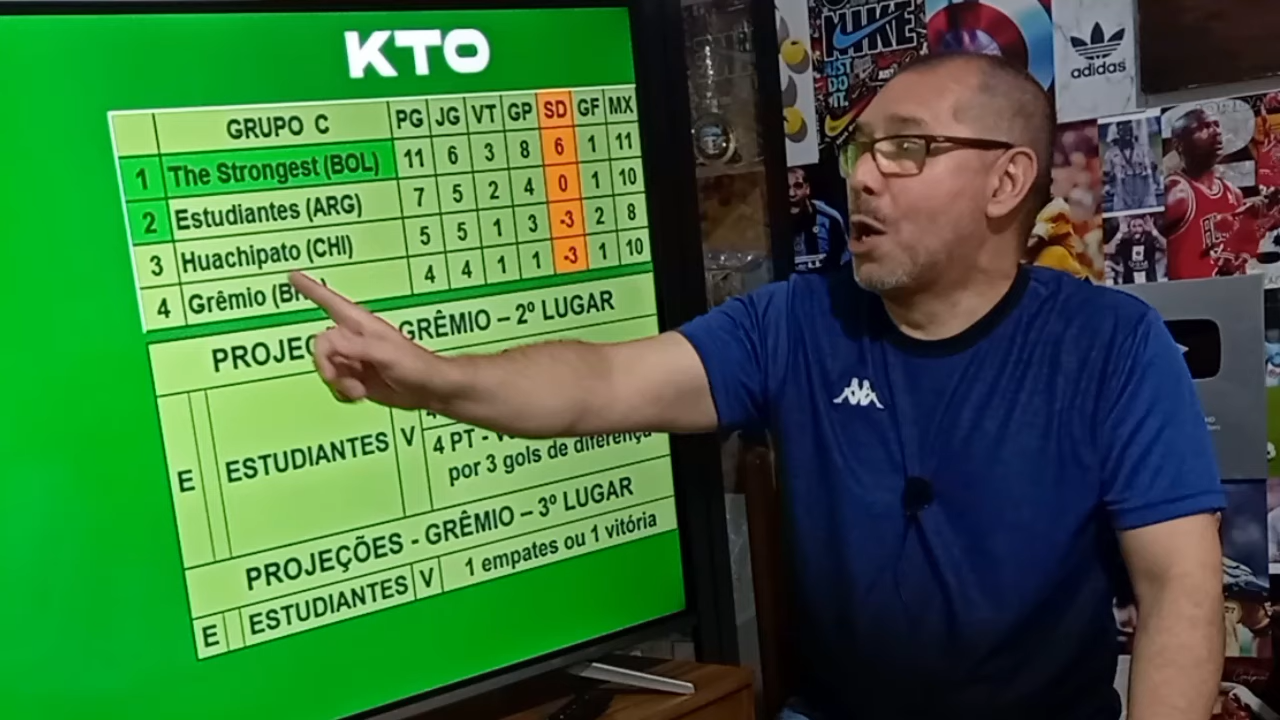 KTO
GRUPO C PG JG VT GP SD GF MX
1 The Strongest (BOL) 11 6 3 8 6 1 11
2 Estudiantes (ARG) 7 5 2 4 0 1 10
3 Huachipato (CHI) 5 5 1 3 -3 2 8
4 Grêmio 4 4 1 1 -3 1 10
GRÊMIO – 2º LUGAR
E ESTUDIANTES V
4 PT -
por 3 gols de diferença
PROJEÇÕES - GRÊMIO – 3º LUGAR
E ESTUDIANTES V 1 empates ou 1 vitória
NIKE
JUST
DO
IT.
adidas